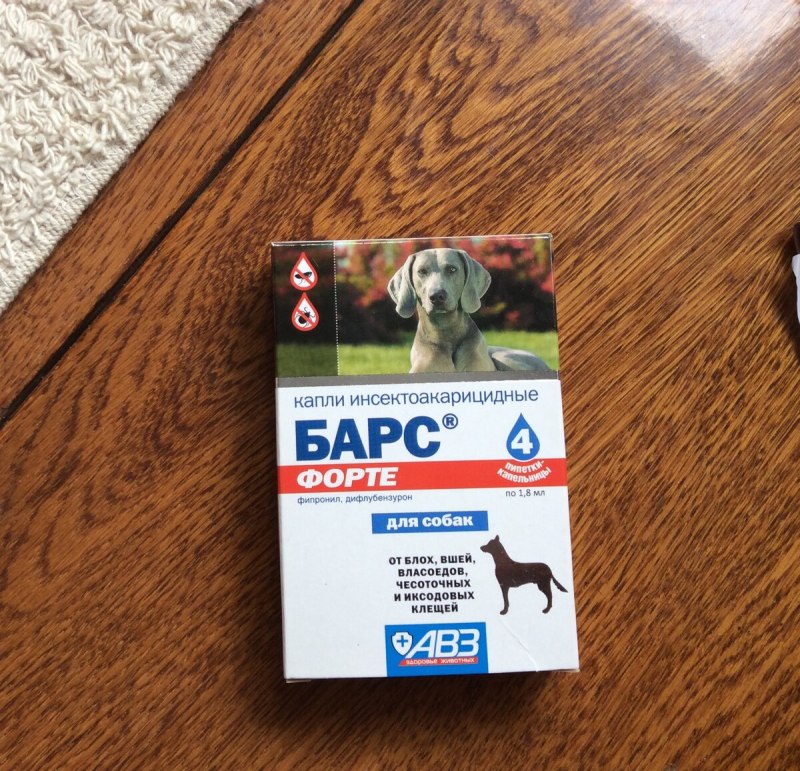 капли инсектоакарицидные
БАРС®
ФОРТЕ
4
пипетки-
капельницы
фипронил, дифлубензурон
по 1,8 мл
для собак
ОТ БЛОХ, ВШЕЙ,
ВЛАСОЕДОВ,
ЧЕСОТОЧНЫХ
И ИКСОДОВЫХ
КЛЕЩЕЙ
АВЗ
здоровье животных